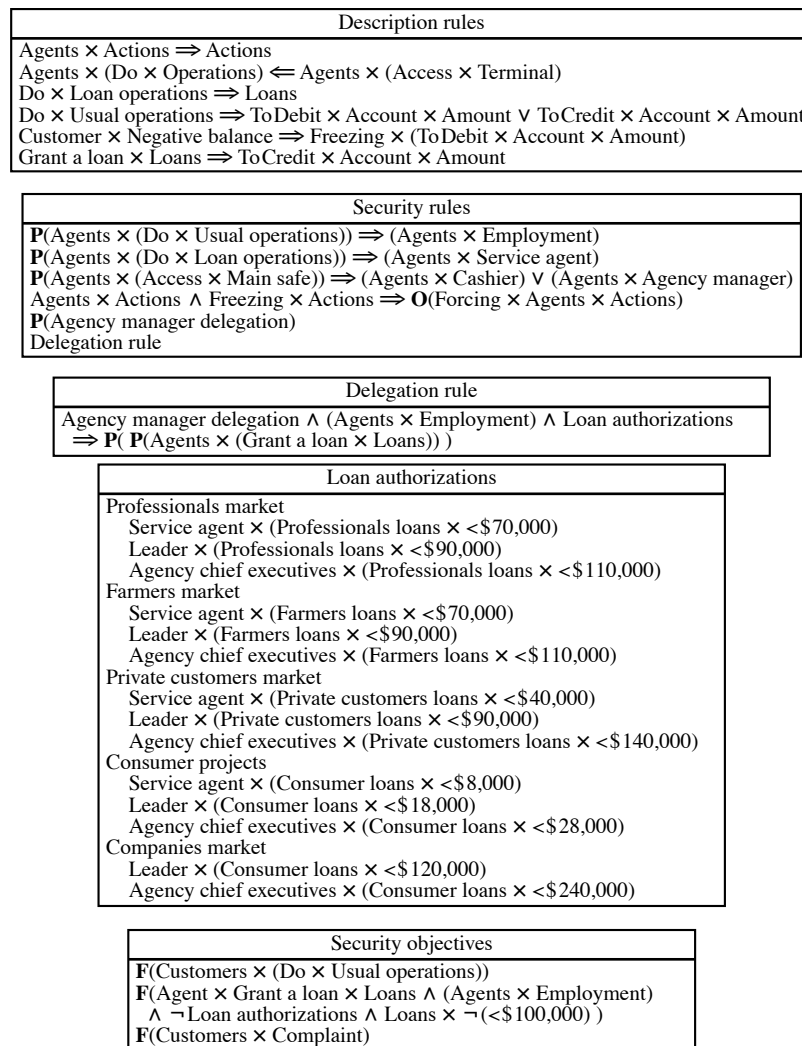 Description rules
Agents × Actions ⇒ Actions
Agents × (Do × Operations) ⇐ Agents × (Access × Terminal)
Do × Loan operations ⇒ Loans
Do × Usual operations ⇒ ToDebit × Account × Amount ∨ ToCredit × Account × Amount
Customer × Negative balance ⇒ Freezing × (ToDebit × Account × Amount)
Grant a loan × Loans ⇒ ToCredit × Account × Amount
Security rules
P(Agents × (Do × Usual operations)) ⇒ (Agents × Employment)
P(Agents × (Do × Loan operations)) ⇒ (Agents × Service agent)
P(Agents × (Access × Main safe)) ⇒ (Agents × Cashier) ∨ (Agents × Agency manager)
Agents × Actions ∧ Freezing × Actions ⇒ O(Forcing × Agents × Actions)
P(Agency manager delegation)
Delegation rule
Delegation rule
Agency manager delegation ∧ (Agents × Employment) ∧ Loan authorizations
⇒ P( P(Agents × (Grant a loan × Loans)) )
Loan authorizations
Professionals market
Service agent × (Professionals loans × <$70,000)
Leader × (Professionals loans × <$90,000)
Agency chief executives × (Professionals loans × <$110,000)
Farmers market
Service agent × (Farmers loans × <$70,000)
Leader × (Farmers loans × <$90,000)
Agency chief executives × (Farmers loans × <$110,000)
Private customers market
Service agent × (Private customers loans × <$40,000)
Leader × (Private customers loans × <$90,000)
Agency chief executives × (Private customers loans × <$140,000)
Consumer projects
Service agent × (Consumer loans × <$8,000)
Leader × (Consumer loans × <$18,000)
Agency chief executives × (Consumer loans × <$28,000)
Companies market
Leader × (Consumer loans × <$120,000)
Agency chief executives × (Consumer loans × <$240,000)
Security objectives
F(Customers × (Do × Usual operations))
F(Agent × Grant a loan × Loans ∧ (Agents × Employment)
∧ ¬Loan authorizations ∧ Loans × ¬(<$100,000) )
F(Customers × Complaint)